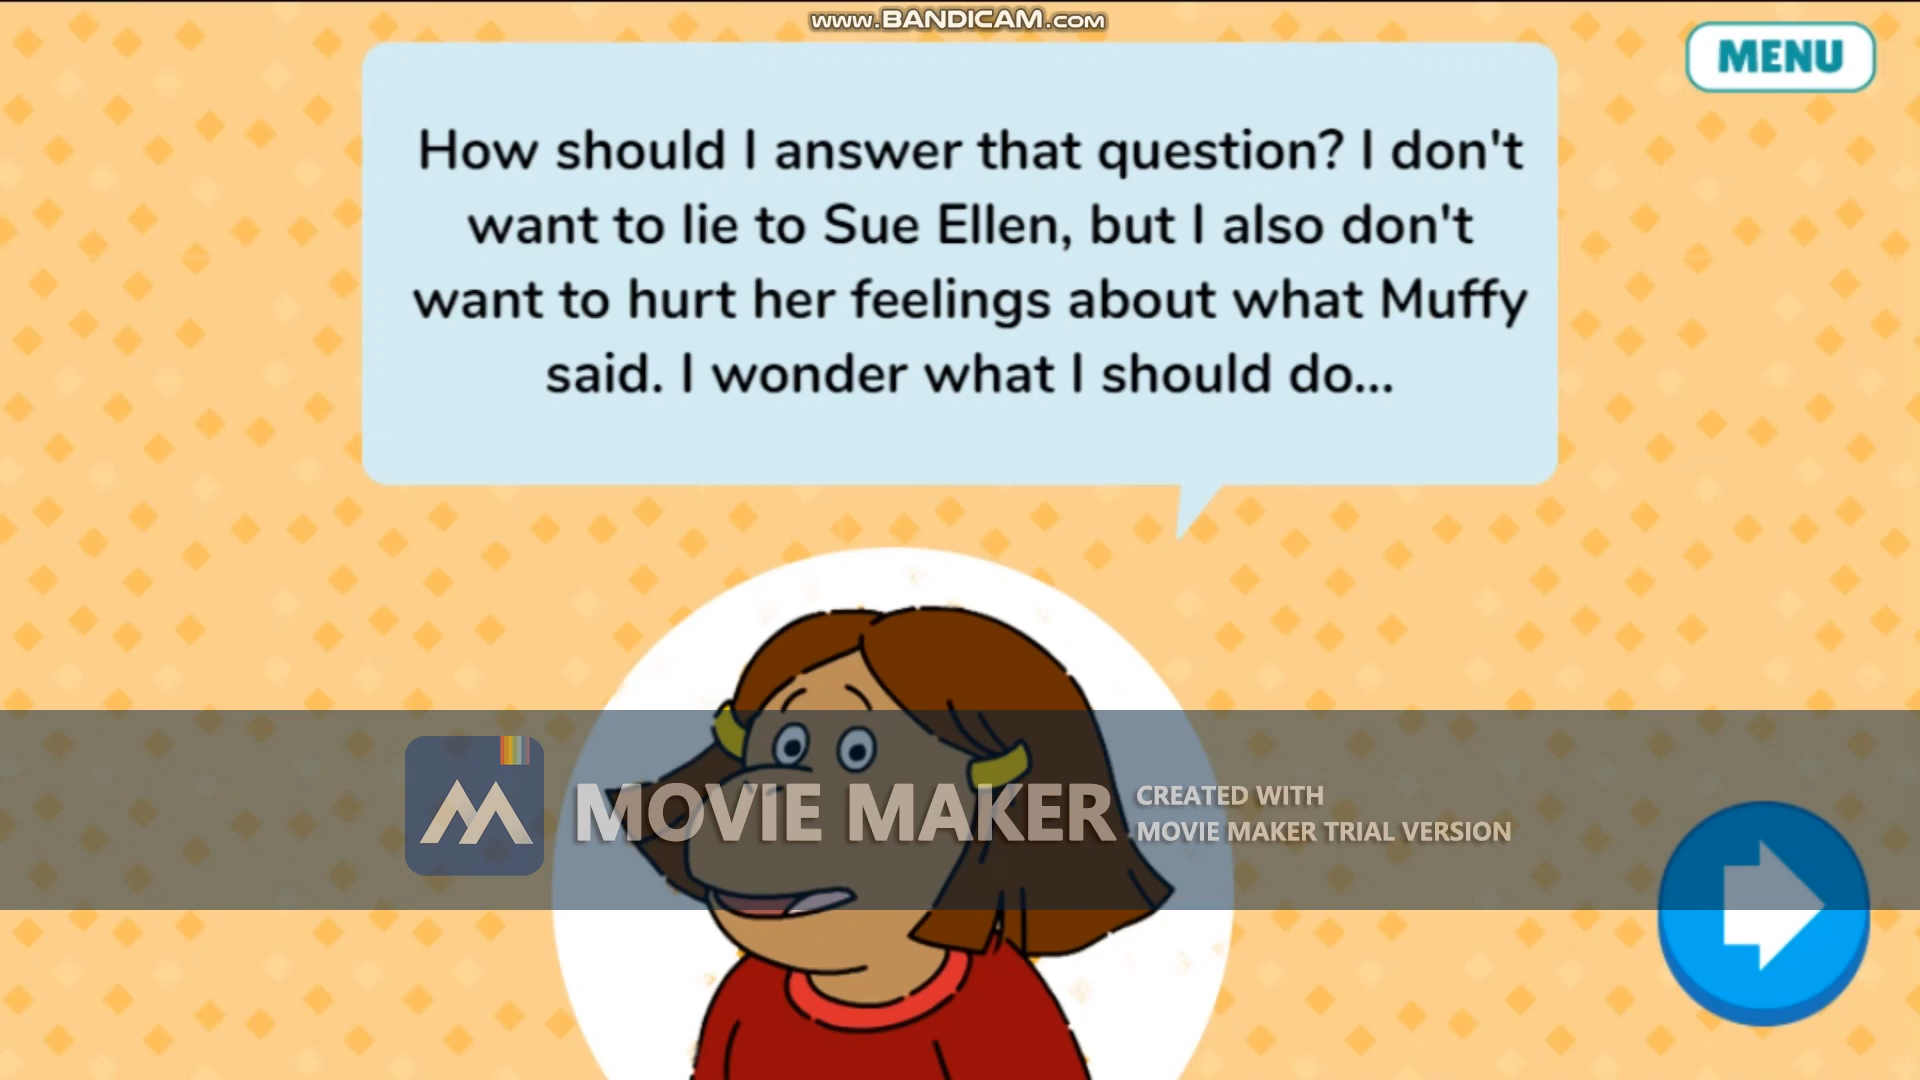 www.BANDICAM.com
MENU
How should I answer that question? I don't
want to lie to Sue Ellen, but I also don't
want to hurt her feelings about what Muffy
said. I wonder what I should do...
MOVIE MAKER
CREATED WITH
MOVIE MAKER TRIAL VERSION